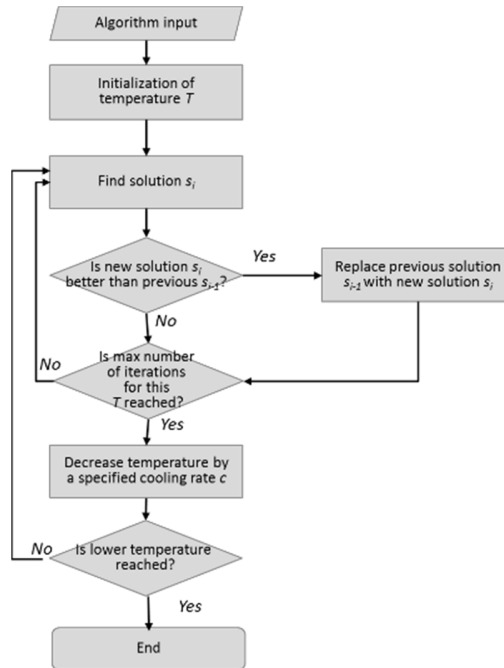 Algorithm input
Initialization of
temperature T
Find solution si
Is new solution si
better than previous si-1?
Yes
Replace previous solution
si-1 with new solution si
No
Is max number
of iterations
for this
T reached?
No
Yes
Decrease temperature by
a specified cooling rate c
Is lower temperature
reached?
No
Yes
End